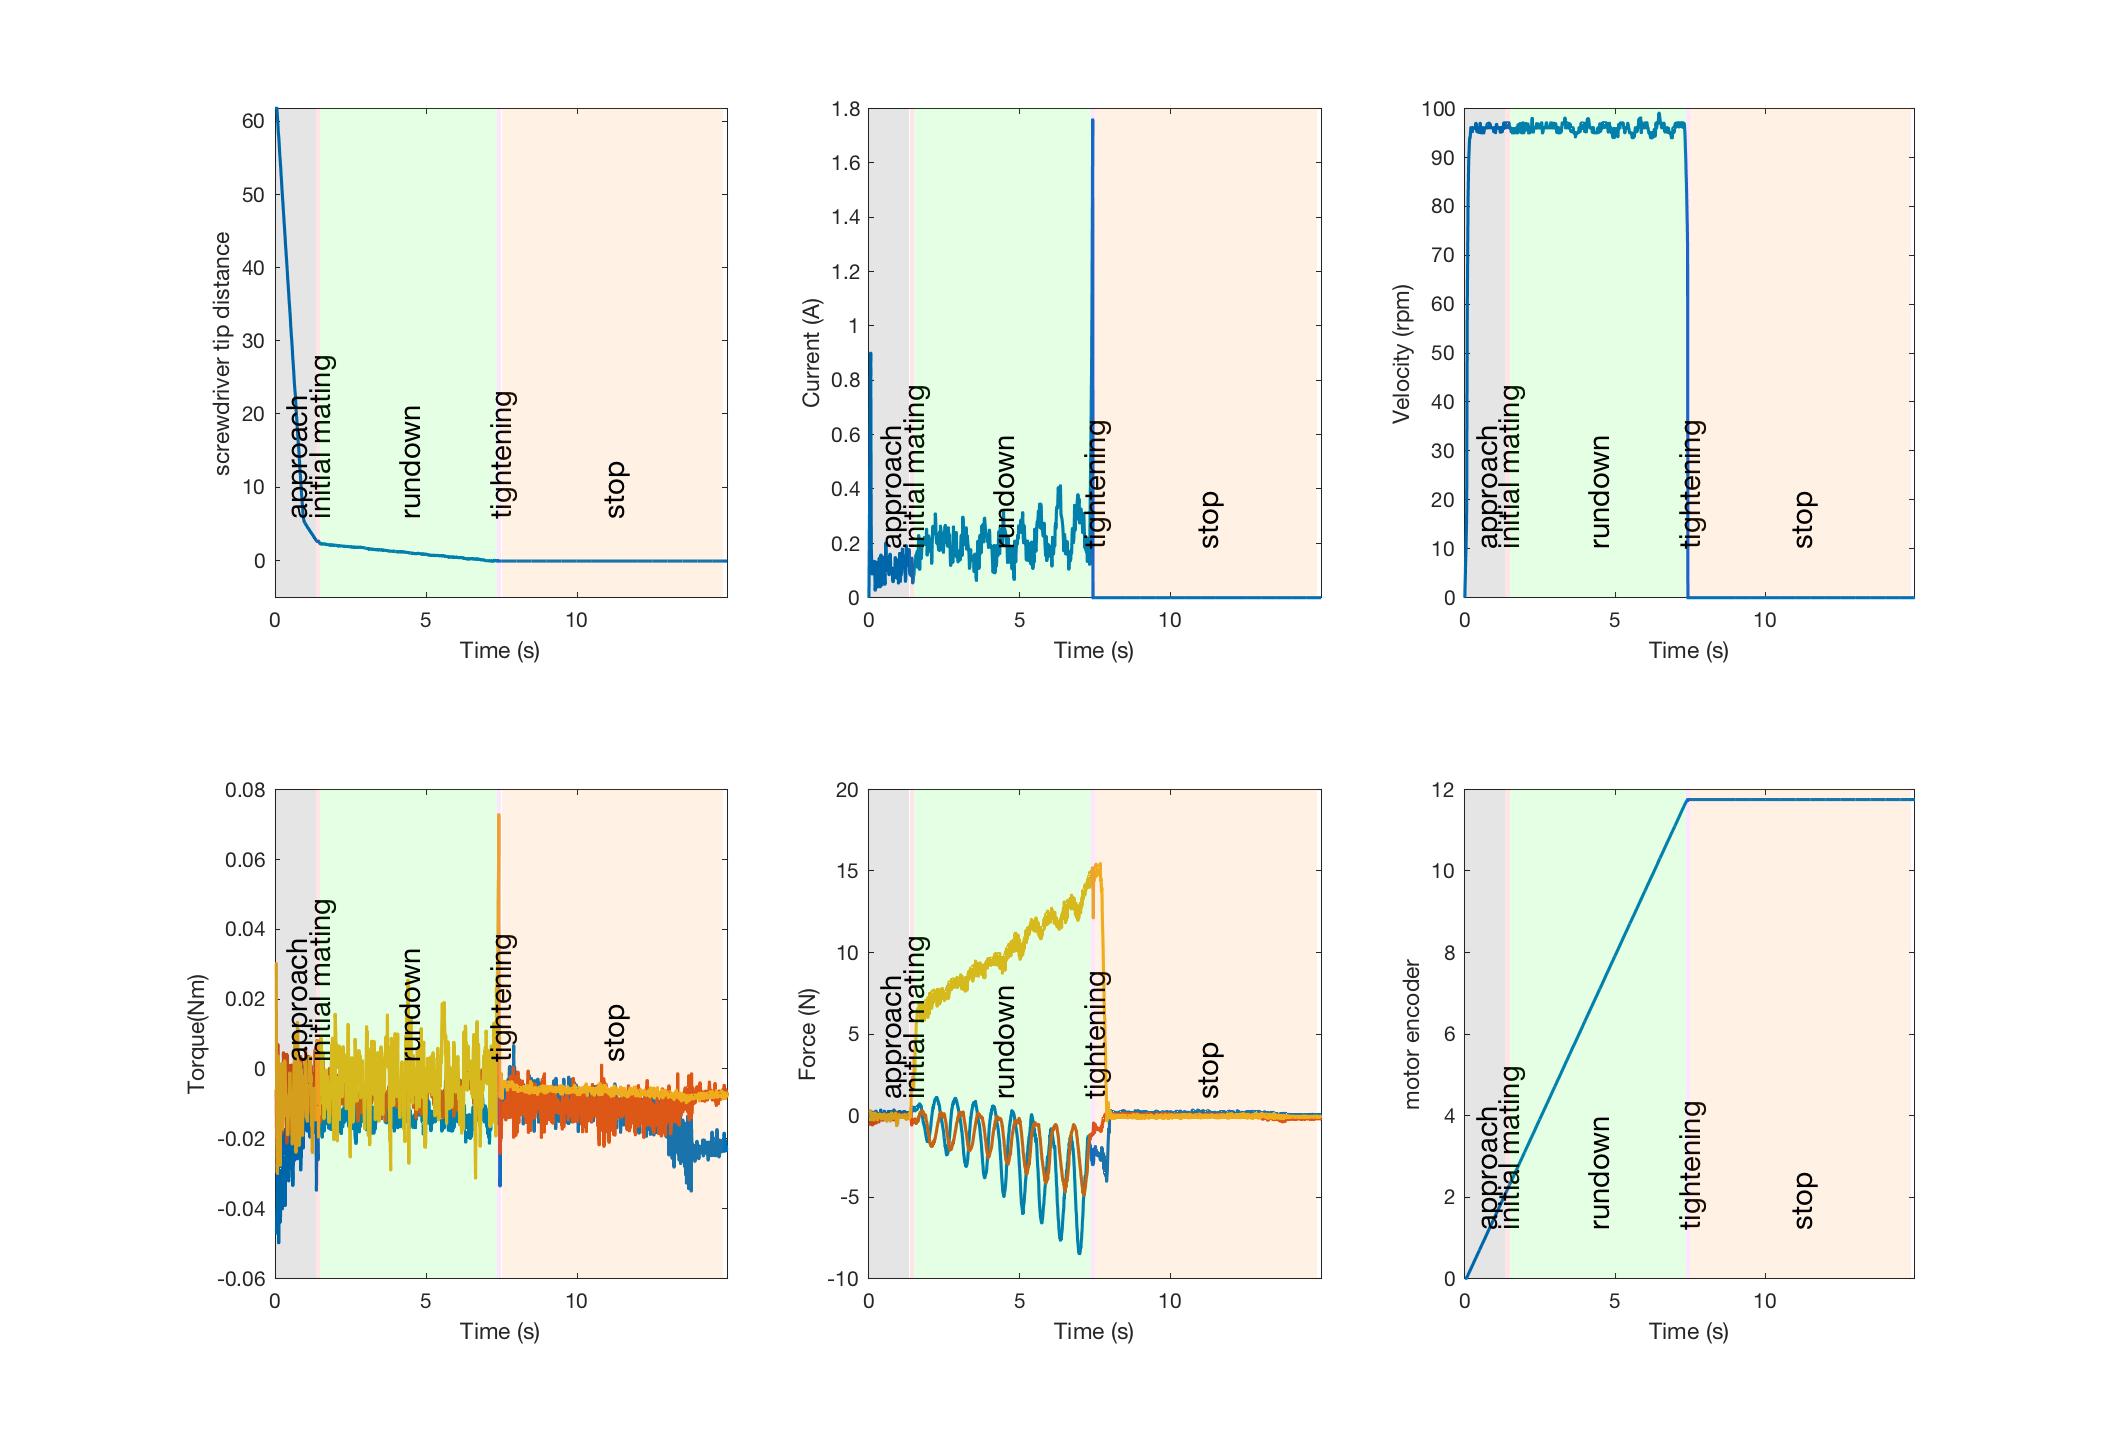 screwdriver tip distance
60
50
40
30
20
10
0
approach
initial mating
rundown
tightening
stop
0 5 10
Time (s)
Current (A)
1.8
1.6
1.4
1.2
1
0.8
0.6
0.4
0.2
0
approach
initial mating
rundown
tightening
stop
0 5 10
Time (s)
Velocity (rpm)
100
90
80
70
60
50
40
30
20
10
0
approach
initial mating
rundown
tightening
stop
0 5 10
Time (s)
Torque(Nm)
0.08
0.06
0.04
0.02
0
-0.02
-0.04
-0.06
approach
initial mating
rundown
tightening
stop
0 5 10
Time (s)
Force (N)
20
15
10
5
0
-5
-10
approach
initial mating
rundown
tightening
stop
0 5 10
Time (s)
motor encoder
12
10
8
6
4
2
0
approach
initial mating
rundown
tightening
stop
0 5 10
Time (s)